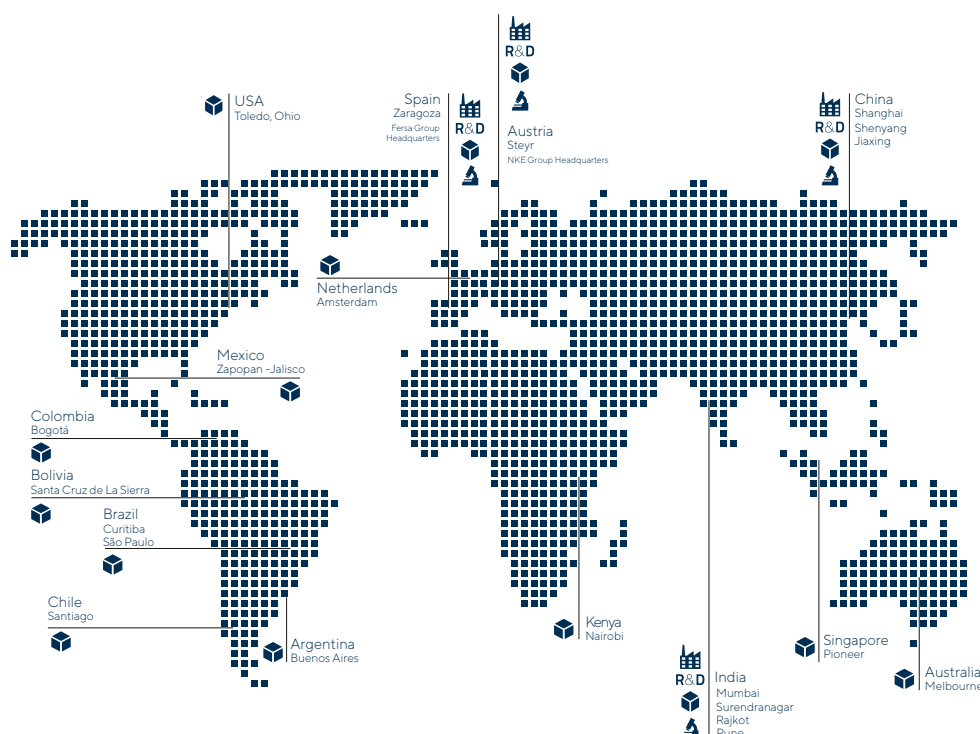 R&D
USA
Toledo, Ohio
Spain
Zaragoza
Fersa Group
Headquarters
R&D
Austria
Steyr
NKE Group Headquarters
China
Shanghai
R&D
Shenyang
Jiaxing
Netherlands
Amsterdam
Mexico
Zapopan -Jalisco
Colombia
Bogotá
Bolivia
Santa Cruz de La Sierra
Brazil
Curitiba
São Paulo
Chile
Santiago
Argentina
Buenos Aires
Kenya
Nairobi
Singapore
Pioneer
Australia
Melbourne
R&D
India
Mumbai
Surendranagar
Rajkot
Pune